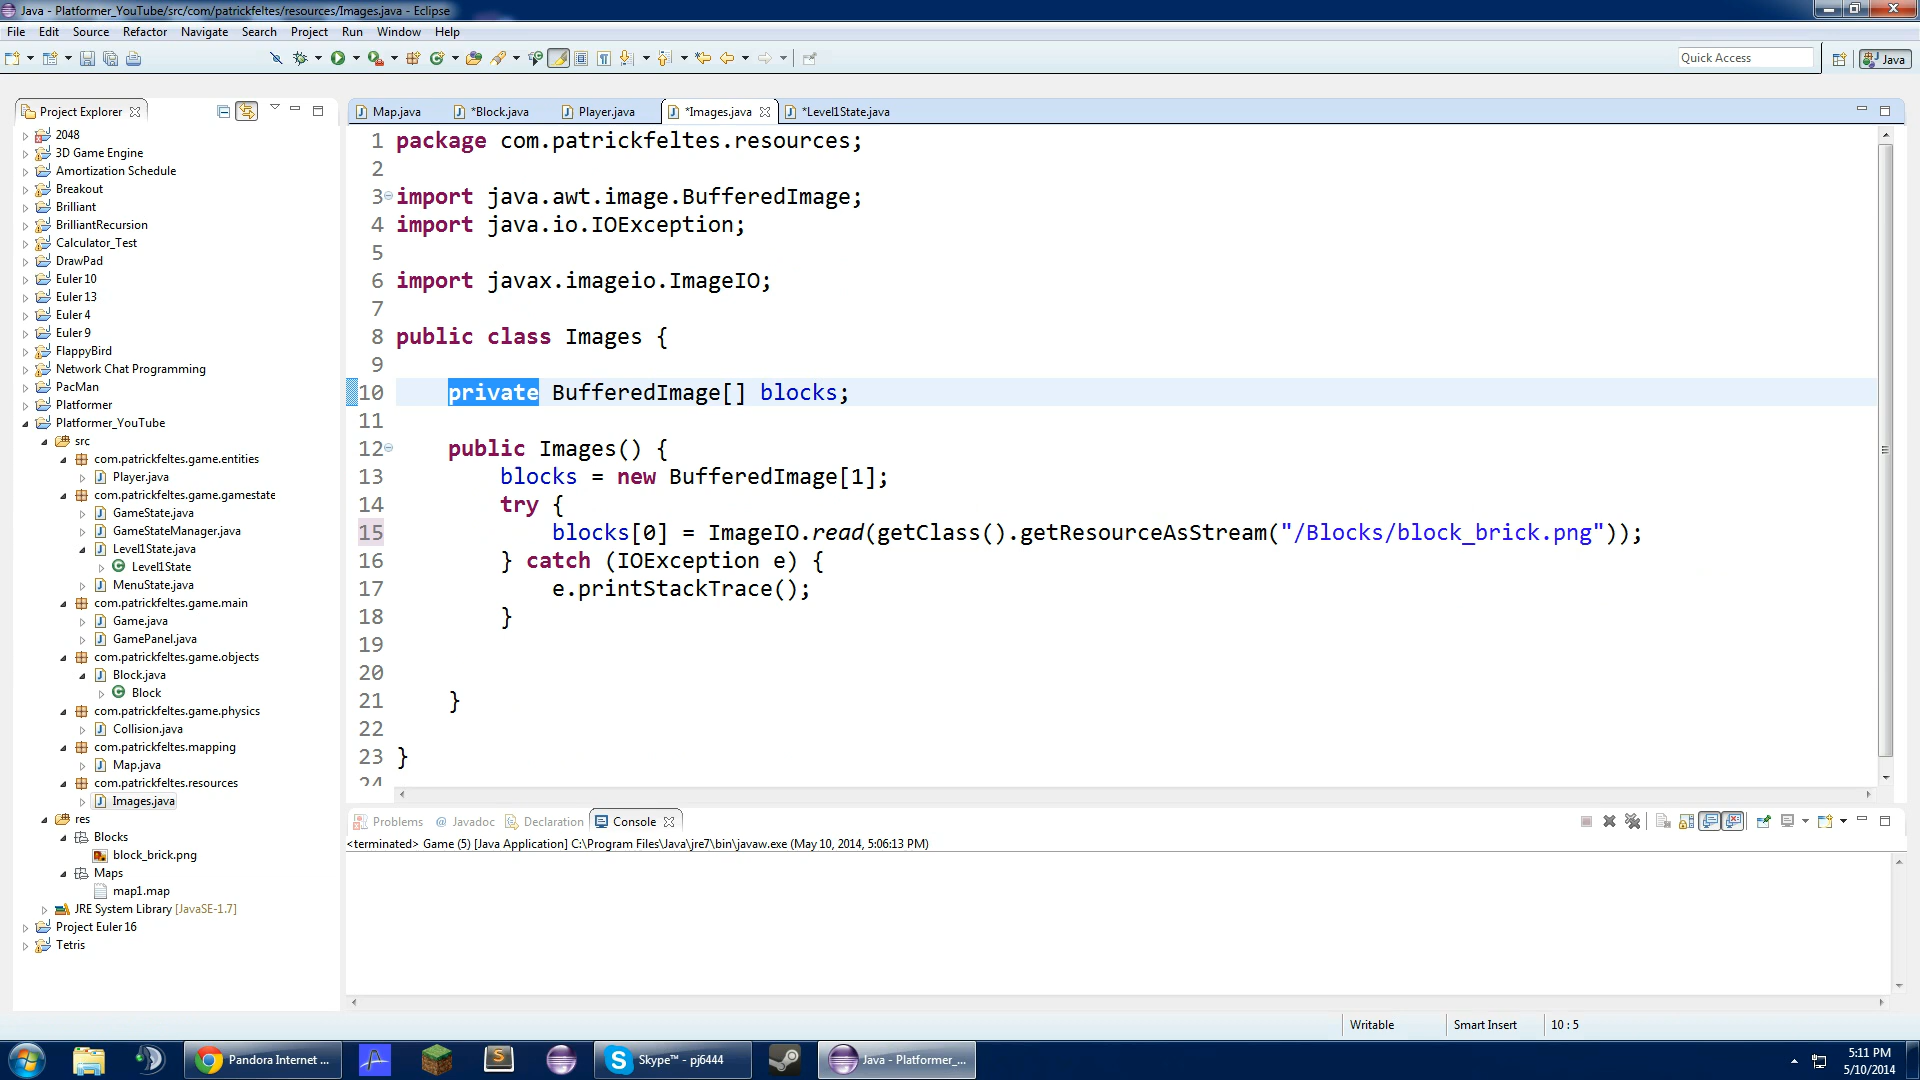 Java - Platformer_YouTube/src/com/patrickfeltes/resources/Images.java - Eclipse
File Edit Source Refactor Navigate Search Project Run Window Help
Quick Access
Java
Project Explorer
Map.java *Block.java Player.java *Images.java *Level1State.java
2048
3D Game Engine
Amortization Schedule
Breakout
Brilliant
BrilliantRecursion
Calculator_Test
DrawPad
Euler 10
Euler 13
Euler 4
Euler 9
FlappyBird
Network Chat Programming
PacMan
Platformer
Platformer_YouTube
src
com.patrickfeltes.game.entities
Player.java
com.patrickfeltes.game.gamestate
GameState.java
GameStateManager.java
Level1State.java
Level1State
MenuState.java
com.patrickfeltes.game.main
Game.java
GamePanel.java
com.patrickfeltes.game.objects
Block.java
Block
com.patrickfeltes.game.physics
Collision.java
com.patrickfeltes.mapping
Map.java
com.patrickfeltes.resources
Images.java
res
Blocks
block_brick.png
Maps
map1.map
JRE System Library [JavaSE-1.7]
Project Euler 16
Tetris
1 package com.patrickfeltes.resources;
2
3 import java.awt.image.BufferedImage;
4 import java.io.IOException;
5
6 import javax.imageio.ImageIO;
7
8 public class Images {
9
10 private BufferedImage[] blocks;
11
12 public Images() {
13 blocks = new BufferedImage[1];
14 try {
15 blocks[0] = ImageIO.read(getClass().getResourceAsStream("/Blocks/block_brick.png"));
16 } catch (IOException e) {
17 e.printStackTrace();
18 }
19
20
21 }
22
23 }
24
Problems Javadoc Declaration Console
<terminated> Game (5) [Java Application] C:\Program Files\Java\jre7\bin\javaw.exe (May 10, 2014, 5:06:13 PM)
Writable Smart Insert 10 : 5
Pandora Internet ... Skype™ - pj6444 Java - Platformer_...
5:11 PM
5/10/2014